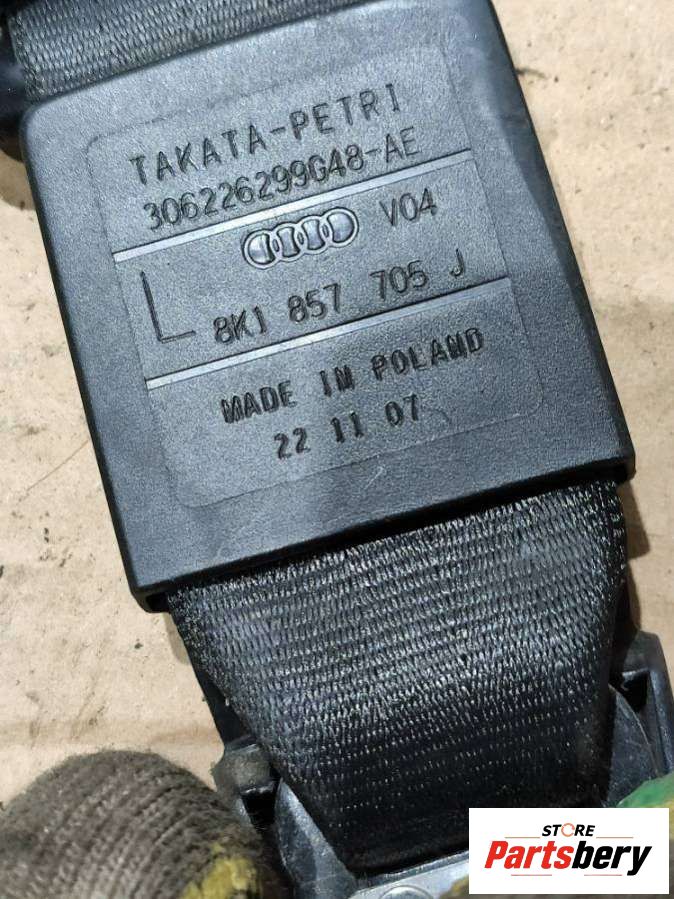 TAKATA-PETRI
306226299G48-AE
V04
L 8K1 857 705 J
MADE IN POLAND
22 11 07
STORE
Partsbery